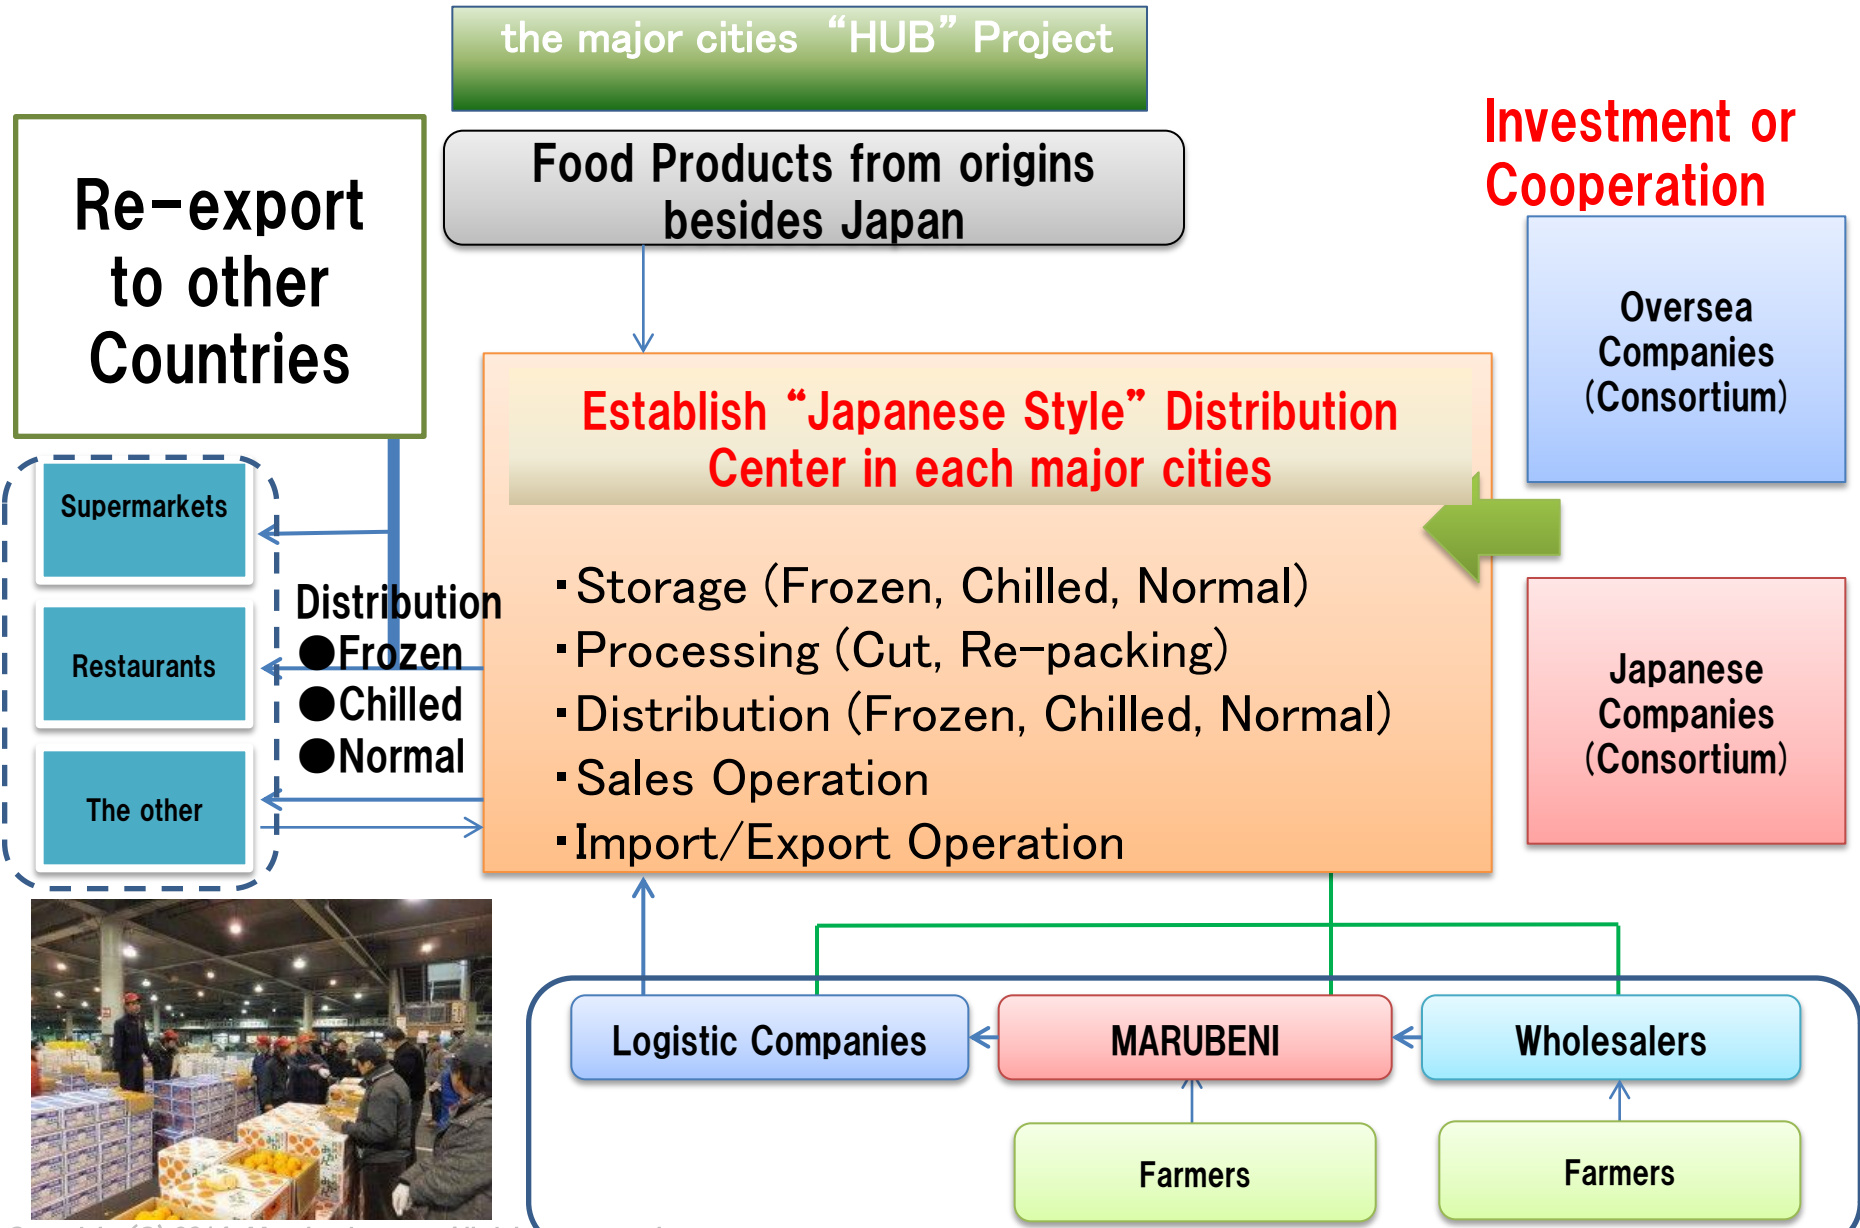 the major cities “HUB” Project
Food Products from origins
besides Japan
Investment or
Cooperation
Re-export
to other
Countries
Oversea
Companies
(Consortium)
Establish “Japanese Style” Distribution
Center in each major cities
Supermarkets
Restaurants
The other
Distribution
●Frozen
●Chilled
●Normal
・Storage (Frozen, Chilled, Normal)
・Processing (Cut, Re-packing)
・Distribution (Frozen, Chilled, Normal)
・Sales Operation
・Import/Export Operation
Japanese
Companies
(Consortium)
Logistic Companies
MARUBENI
Wholesalers
Farmers
Farmers